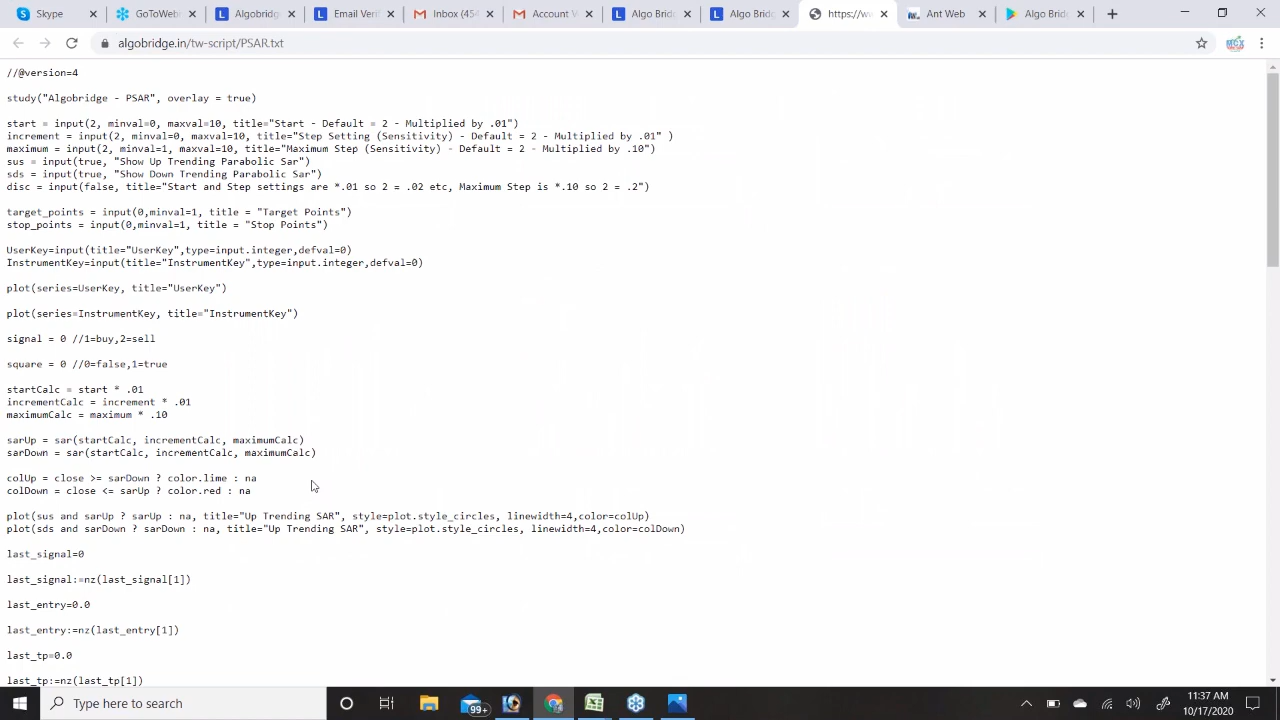 Skype
GoToWebi
Algobridge
Email Verif
Inbox (454
Account V
Algo Bridg
Algo Bridg
https://ww
Ant Web
Algo Bridg
algobridge.in/tw-script/PSAR.txt
//@version=4
study("Algobridge - PSAR", overlay = true)
start = input(2, minval=0, maxval=10, title="Start - Default = 2 - Multiplied by .01")
increment = input(2, minval=0, maxval=10, title="Step Setting (Sensitivity) - Default = 2 - Multiplied by .01" )
maximum = input(2, minval=1, maxval=10, title="Maximum Step (Sensitivity) - Default = 2 - Multiplied by .10")
sus = input(true, "Show Up Trending Parabolic Sar")
sds = input(true, "Show Down Trending Parabolic Sar")
disc = input(false, title="Start and Step settings are *.01 so 2 = .02 etc, Maximum Step is *.10 so 2 = .2")
target_points = input(0,minval=1, title = "Target Points")
stop_points = input(0,minval=1, title = "Stop Points")
UserKey=input(title="UserKey",type=input.integer,defval=0)
InstrumentKey=input(title="InstrumentKey",type=input.integer,defval=0)
plot(series=UserKey, title="UserKey")
plot(series=InstrumentKey, title="InstrumentKey")
signal = 0 //1=buy,2=sell
square = 0 //0=false,1=true
startCalc = start * .01
incrementCalc = increment * .01
maximumCalc = maximum * .10
sarUp = sar(startCalc, incrementCalc, maximumCalc)
sarDown = sar(startCalc, incrementCalc, maximumCalc)
colUp = close >= sarDown ? color.lime : na
colDown = close <= sarUp ? color.red : na
plot(sus and sarUp ? sarUp : na, title="Up Trending SAR", style=plot.style_circles, linewidth=4,color=colUp)
plot(sds and sarDown ? sarDown : na, title="Up Trending SAR", style=plot.style_circles, linewidth=4,color=colDown)
last_signal=0
last_signal:=nz(last_signal[1])
last_entry=0.0
last_entry:=nz(last_entry[1])
last_tp=0.0
last_tp:=nz(last_tp[1])
Type here to search
99+
11:37 AM
10/17/2020